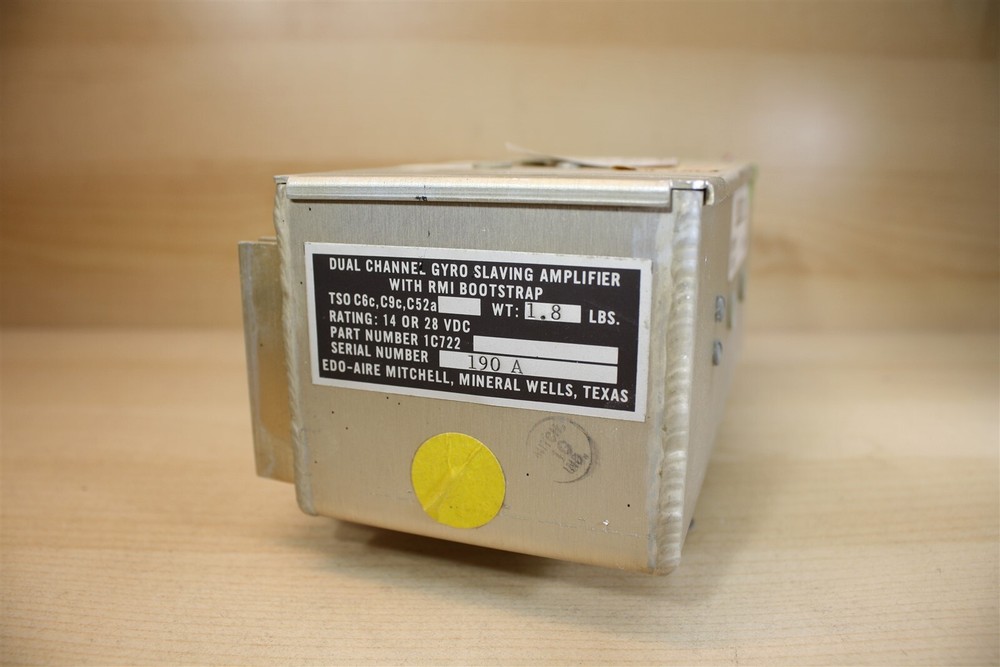 DUAL CHANNEL GYRO SLAVING AMPLIFIER
WITH RMI BOOTSTRAP
TSO C6c,C9c,C52a WT: 1.8 LBS.
RATING: 14 OR 28 VDC
PART NUMBER 1C722
SERIAL NUMBER 190 A
EDO-AIRE MITCHELL, MINERAL WELLS, TEXAS
INC.